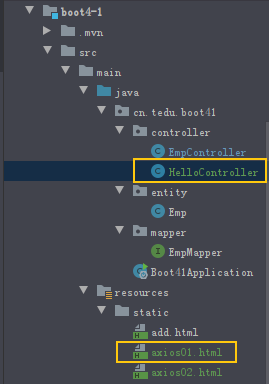 boot4-1
.mvn
src
main
java
cn.tedu.boot41
controller
EmpController
HelloController
entity
Emp
mapper
EmpMapper
Boot41Application
resources
static
add.html
axios01.html
axios02.html